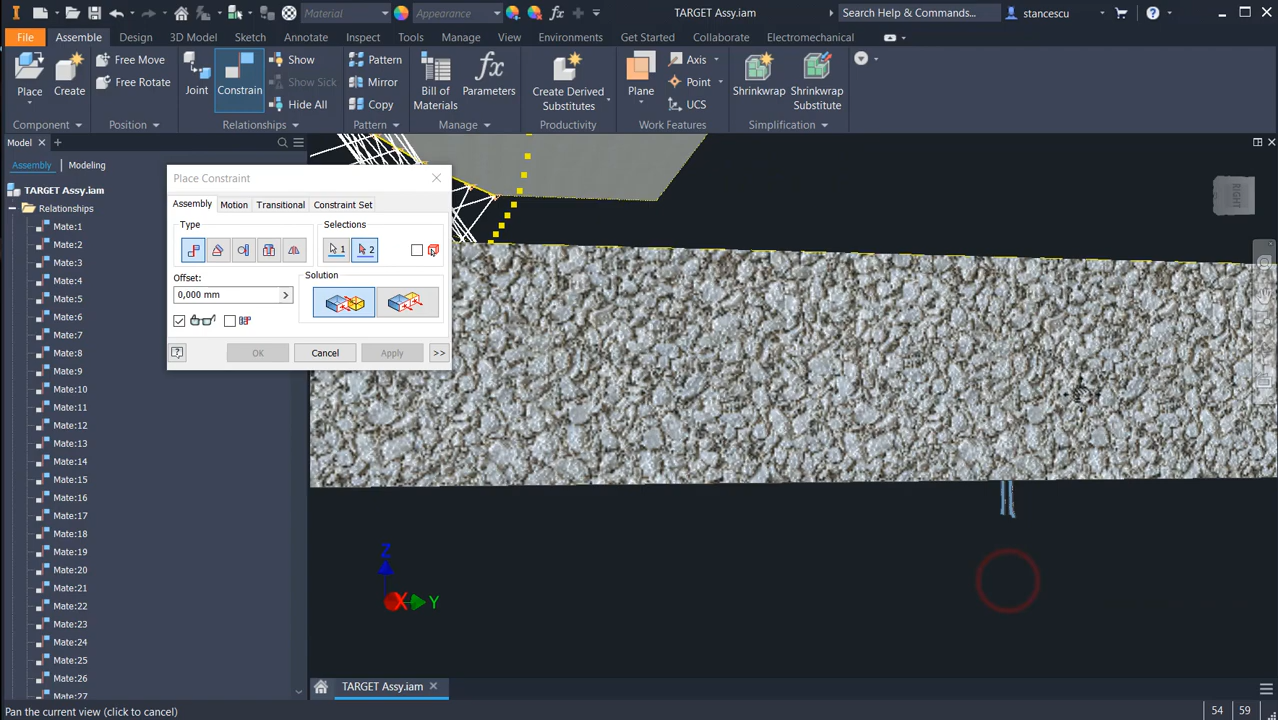 Material
Appearance
TARGET Assy.iam
Search Help & Commands...
stancescu
File
Assemble
Design
3D Model
Sketch
Annotate
Inspect
Tools
Manage
View
Environments
Get Started
Collaborate
Electromechanical
Place
Create
Free Move
Free Rotate
Joint
Constrain
Show
Show Sick
Hide All
Pattern
Mirror
Copy
Bill of
Materials
Parameters
Create Derived
Substitutes
Plane
Axis
Point
UCS
Shrinkwrap
Shrinkwrap
Substitute
Component
Position
Relationships
Pattern
Manage
Productivity
Work Features
Simplification
Model
Assembly
Modeling
TARGET Assy.iam
Relationships
Mate:1
Mate:2
Mate:3
Mate:4
Mate:5
Mate:6
Mate:7
Mate:8
Mate:9
Mate:10
Mate:11
Mate:12
Mate:13
Mate:14
Mate:15
Mate:16
Mate:17
Mate:18
Mate:19
Mate:20
Mate:21
Mate:22
Mate:23
Mate:24
Mate:25
Mate:26
Mate:27
Place Constraint
Assembly
Motion
Transitional
Constraint Set
Type
Selections
1
2
Offset:
0,000 mm
Solution
OK
Cancel
Apply
>>
RIGHT
Z
X
Y
TARGET Assy.iam
Pan the current view (click to cancel)
54
59